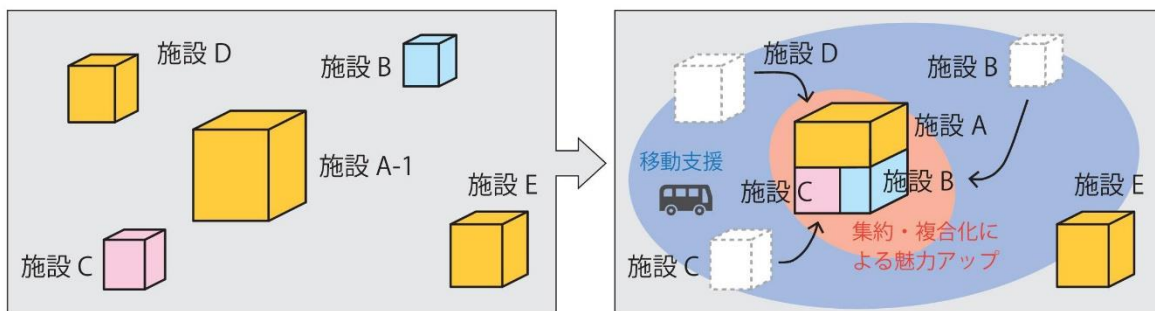 施設 D
施設 B
施設 A-1
施設 E
施設 C
施設 D
施設 B
施設 A
移動支援
施設 C
施設 B
施設 E
集約・複合化に
よる魅力アップ
施設 C